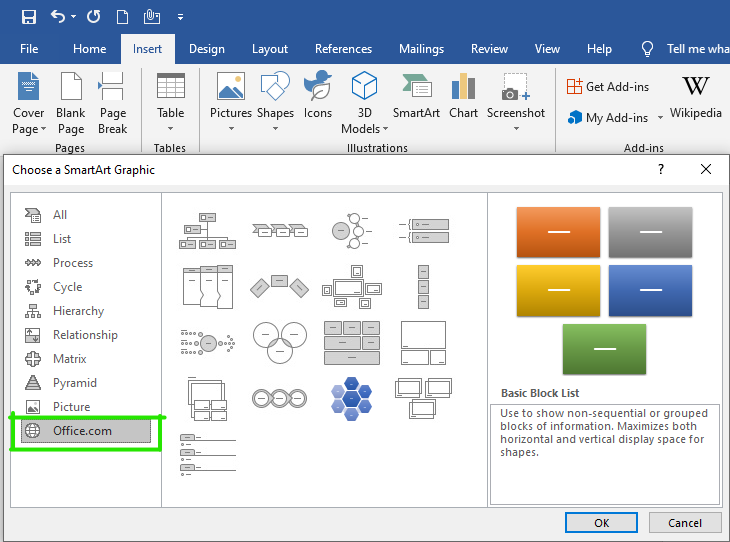 File Home Insert Design Layout References Mailings Review View Help Tell me wha
Cover Page
Blank Page
Page Break
Table
Pictures
Shapes
Icons
3D Models
SmartArt
Chart
Screenshot
Get Add-ins
My Add-ins
W
Wikipedia
Pages
Tables
Illustrations
Add-ins
Choose a SmartArt Graphic
?
All
List
Process
Cycle
Hierarchy
Relationship
Matrix
Pyramid
Picture
Office.com
Basic Block List
Use to show non-sequential or grouped
blocks of information. Maximizes both
horizontal and vertical display space for
shapes.
OK
Cancel